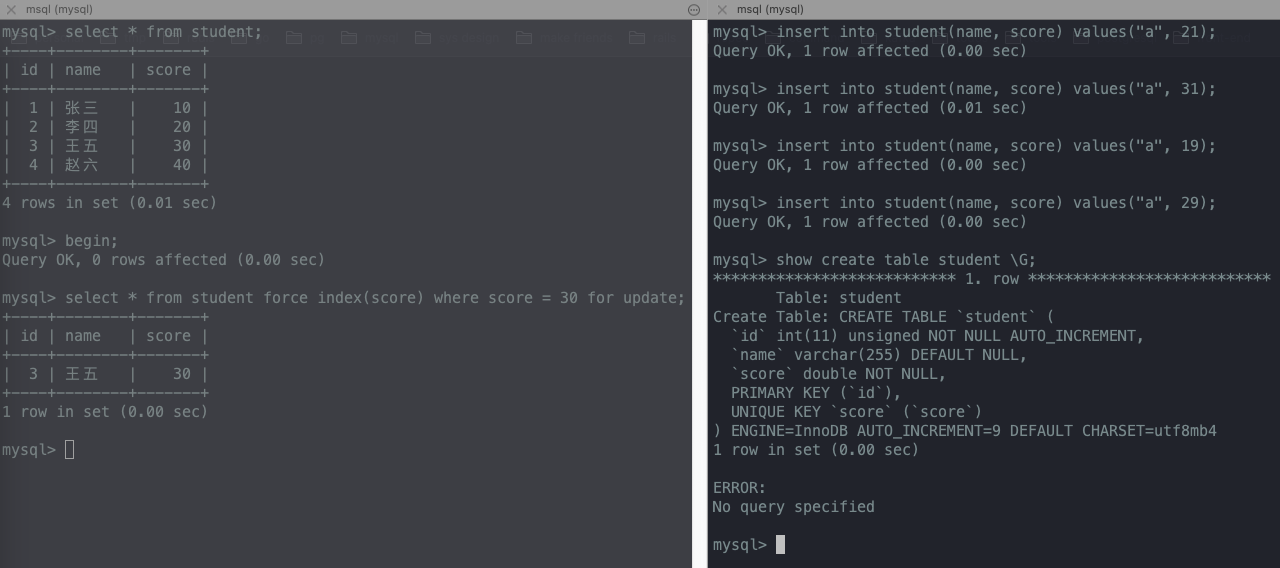 msql (mysql)
mysql> select * from student;
+----+--------+-------+
| id | name   | score |
+----+--------+-------+
|  1 | 张三   |    10 |
|  2 | 李四   |    20 |
|  3 | 王五   |    30 |
|  4 | 赵六   |    40 |
+----+--------+-------+
4 rows in set (0.01 sec)
mysql> begin;
Query OK, 0 rows affected (0.00 sec)
mysql> select * from student force index(score) where score = 30 for update;
+----+--------+-------+
| id | name   | score |
+----+--------+-------+
|  3 | 王五   |    30 |
+----+--------+-------+
1 row in set (0.00 sec)
mysql>
msql (mysql)
mysql> insert into student(name, score) values("a", 21);
Query OK, 1 row affected (0.00 sec)
mysql> insert into student(name, score) values("a", 31);
Query OK, 1 row affected (0.01 sec)
mysql> insert into student(name, score) values("a", 19);
Query OK, 1 row affected (0.00 sec)
mysql> insert into student(name, score) values("a", 29);
Query OK, 1 row affected (0.00 sec)
mysql> show create table student \G;
*************************** 1. row ***************************
       Table: student
Create Table: CREATE TABLE `student` (
  `id` int(11) unsigned NOT NULL AUTO_INCREMENT,
  `name` varchar(255) DEFAULT NULL,
  `score` double NOT NULL,
  PRIMARY KEY (`id`),
  UNIQUE KEY `score` (`score`)
) ENGINE=InnoDB AUTO_INCREMENT=9 DEFAULT CHARSET=utf8mb4
1 row in set (0.00 sec)
ERROR:
No query specified
mysql>